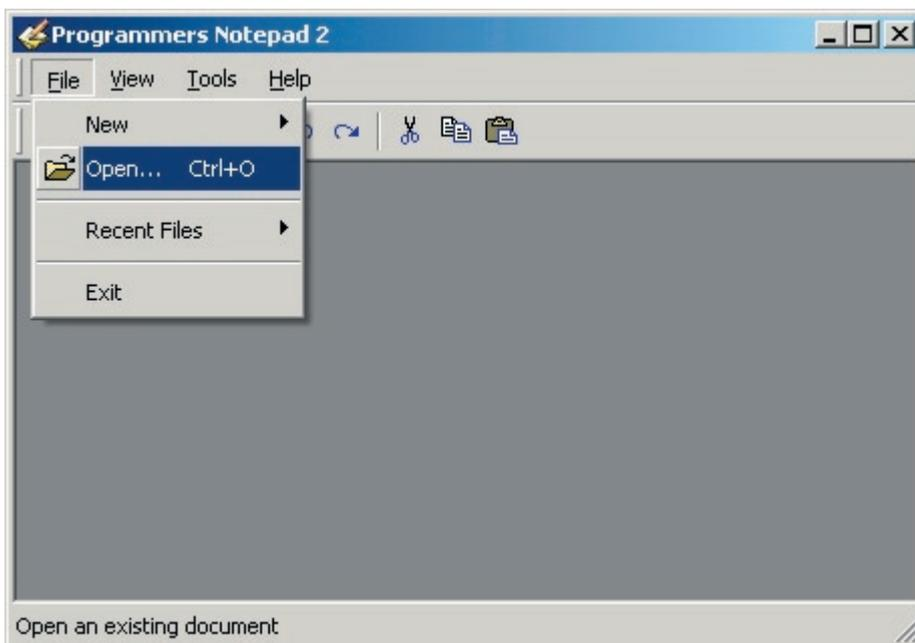 Programmers Notepad 2
File View Tools Help
New
Open... Ctrl+O
Recent Files
Exit
Open an existing document